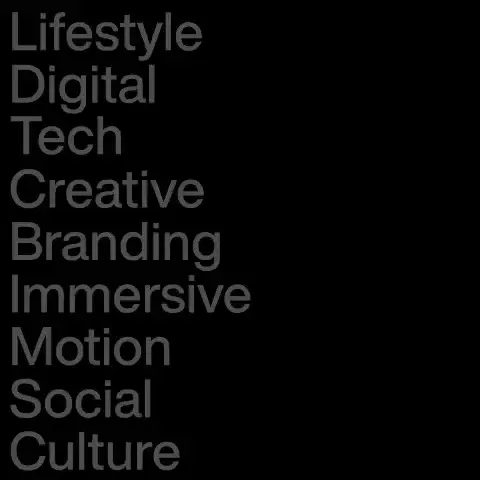 Lifestyle
Digital
Tech
Creative
Branding
Immersive
Motion
Social
Culture